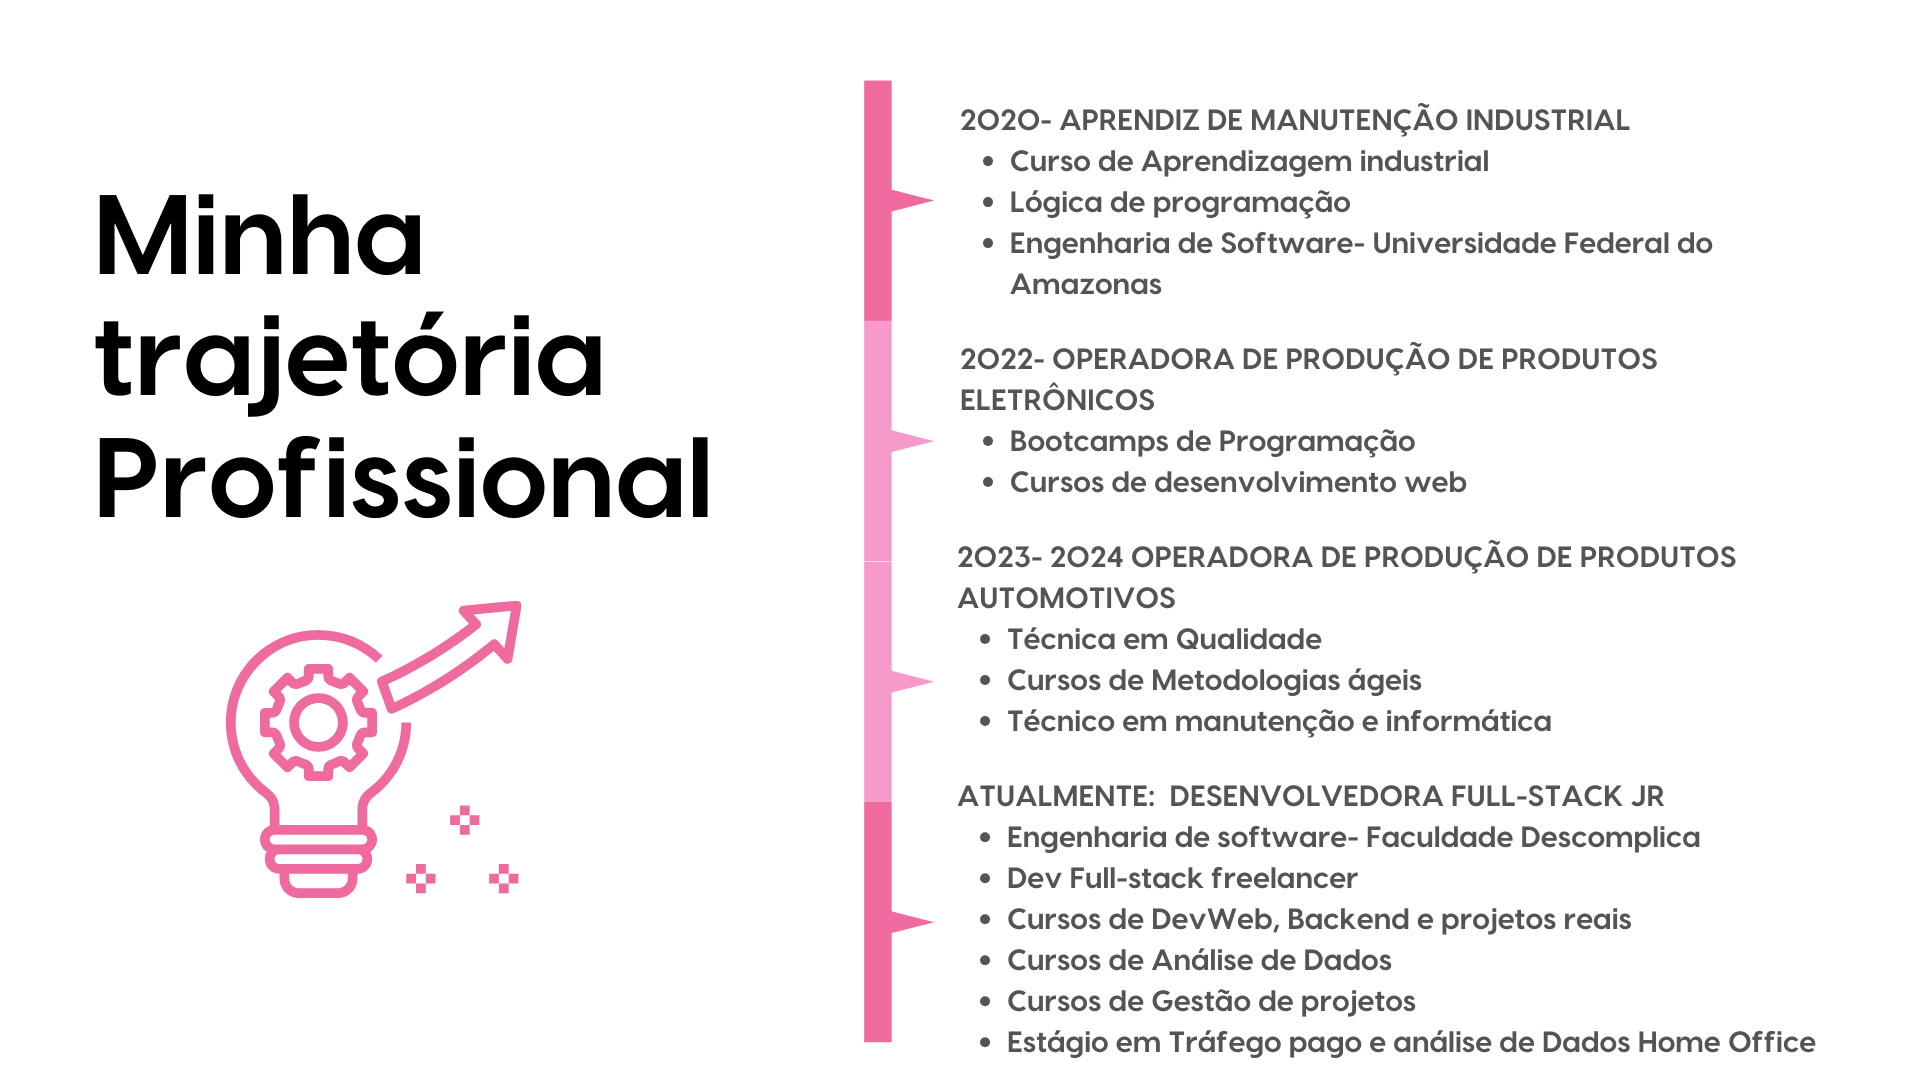 Minha
trajetória
Profissional
2020- APRENDIZ DE MANUTENÇÃO INDUSTRIAL
• Curso de Aprendizagem industrial
• Lógica de programação
• Engenharia de Software- Universidade Federal do
Amazonas
2022- OPERADORA DE PRODUÇÃO DE PRODUTOS
ELETRÔNICOS
• Bootcamps de Programação
• Cursos de desenvolvimento web
2023- 2024 OPERADORA DE PRODUÇÃO DE PRODUTOS
AUTOMOTIVOS
• Técnica em Qualidade
• Cursos de Metodologias ágeis
• Técnico em manutenção e informática
ATUALMENTE: DESENVOLVEDORA FULL-STACK JR
• Engenharia de software- Faculdade Descomplica
• Dev Full-stack freelancer
• Cursos de DevWeb, Backend e projetos reais
• Cursos de Análise de Dados
• Cursos de Gestão de projetos
• Estágio em Tráfego pago e análise de Dados Home Office